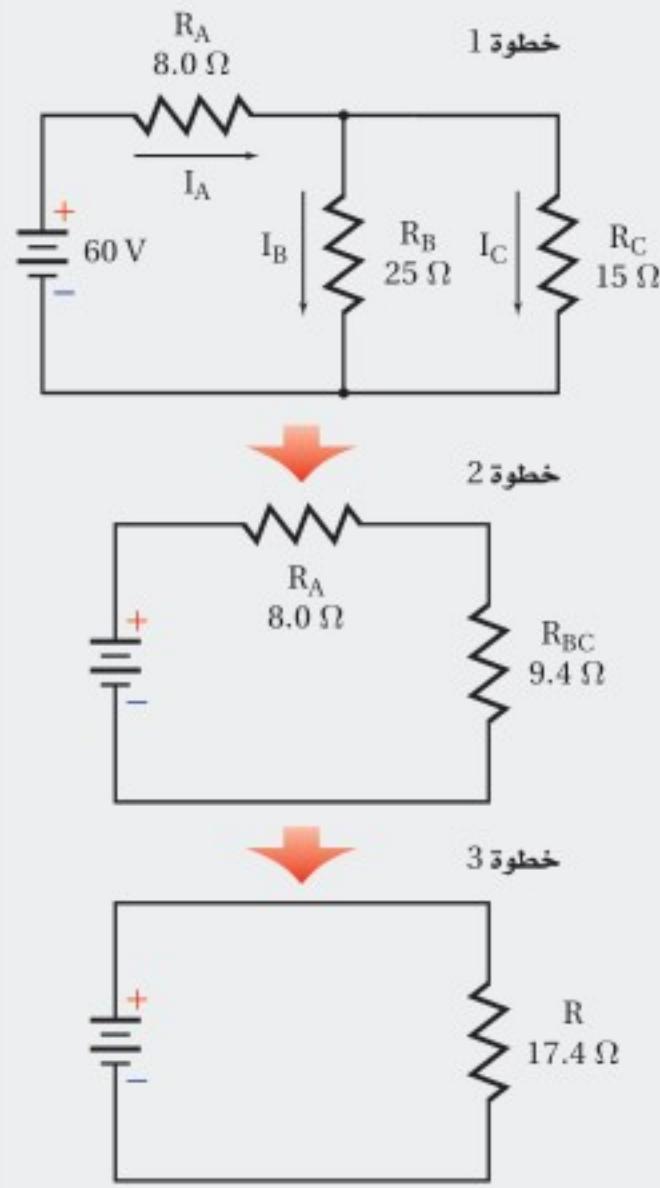 خطوة 1
R_A
8.0 Ω
I_A
+
60 V
−
I_B
R_B
25 Ω
I_C
R_C
15 Ω
خطوة 2
R_A
8.0 Ω
+
−
R_BC
9.4 Ω
خطوة 3
+
−
R
17.4 Ω